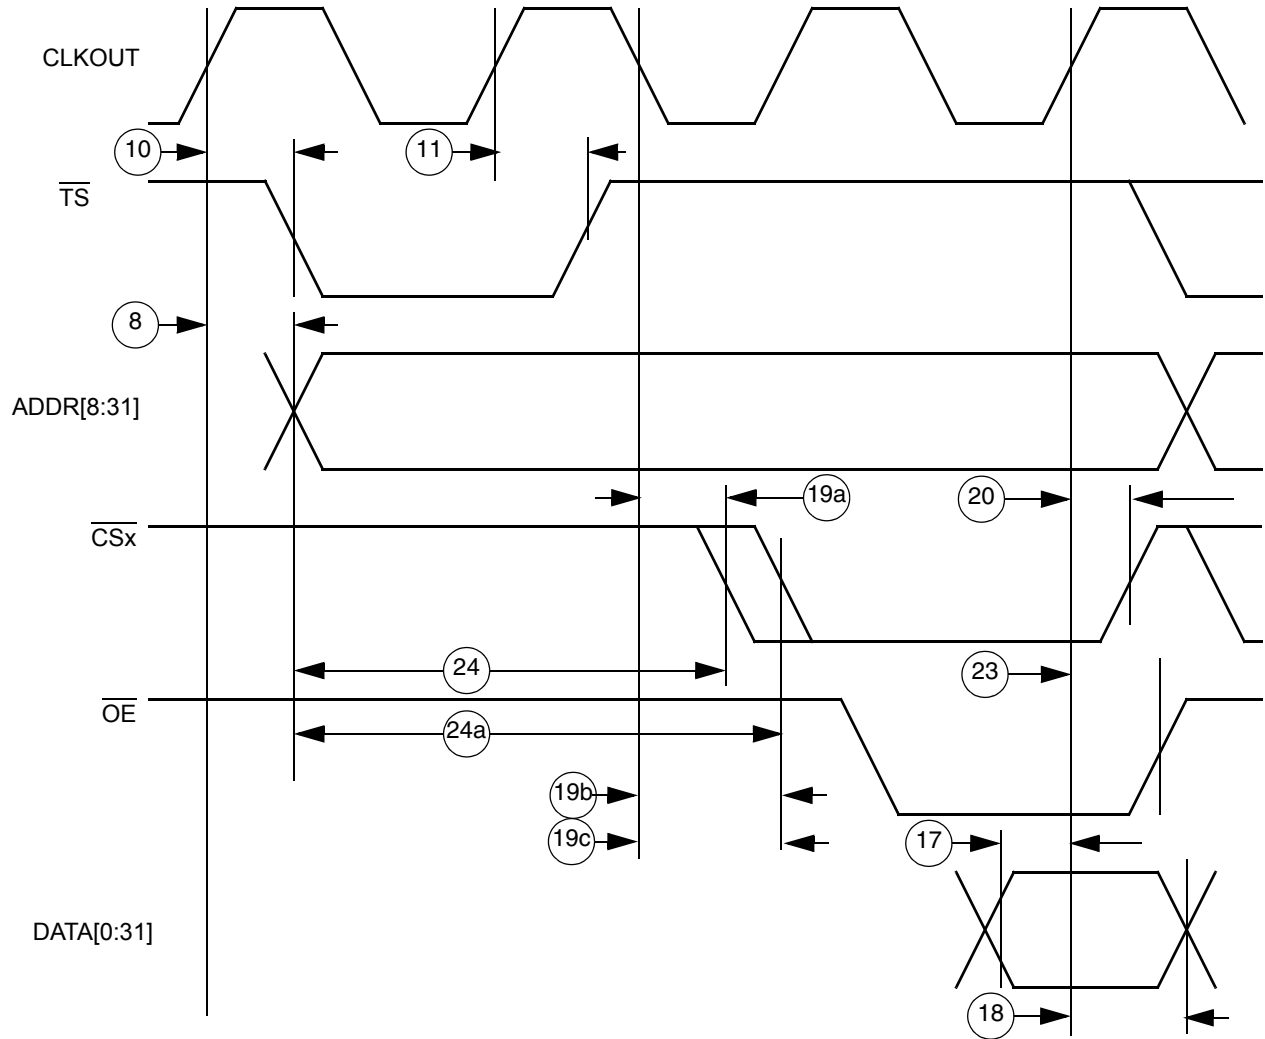 CLKOUT
10
11
TS
8
ADDR[8:31]
19a
20
CSx
24
23
OE
24a
19b
19c
17
DATA[0:31]
18